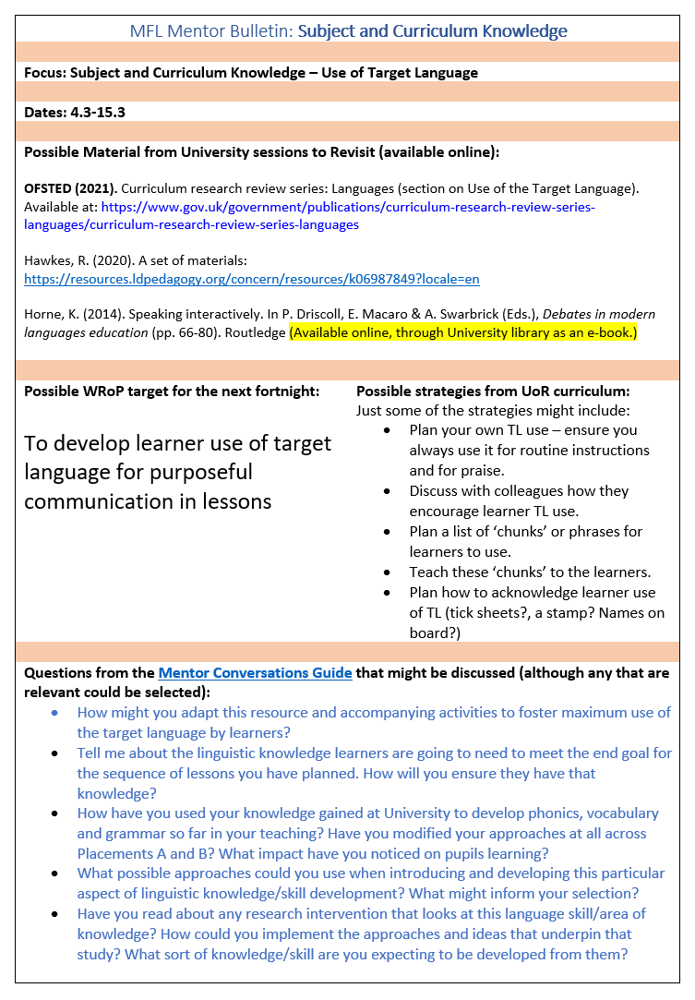 MFL Mentor Bulletin: Subject and Curriculum Knowledge
Focus: Subject and Curriculum Knowledge – Use of Target Language
Dates: 4.3-15.3
Possible Material from University sessions to Revisit (available online):
OFSTED (2021). Curriculum research review series: Languages (section on Use of the Target Language).
Available at: https://www.gov.uk/government/publications/curriculum-research-review-series-
languages/curriculum-research-review-series-languages
Hawkes, R. (2020). A set of materials:
https://resources.ldpedagogy.org/concern/resources/k06987849?locale=en
Horne, K. (2014). Speaking interactively. In P. Driscoll, E. Macaro & A. Swarbrick (Eds.), Debates in modern
languages education (pp. 66-80). Routledge (Available online, through University library as an e-book.)
Possible WRoP target for the next fortnight:
To develop learner use of target
language for purposeful
communication in lessons
Possible strategies from UoR curriculum:
Just some of the strategies might include:
• Plan your own TL use – ensure you
always use it for routine instructions
and for praise.
• Discuss with colleagues how they
encourage learner TL use.
• Plan a list of ‘chunks’ or phrases for
learners to use.
• Teach these ‘chunks’ to the learners.
• Plan how to acknowledge learner use
of TL (tick sheets?, a stamp? Names on
board?)
Questions from the Mentor Conversations Guide that might be discussed (although any that are
relevant could be selected):
• How might you adapt this resource and accompanying activities to foster maximum use of
the target language by learners?
• Tell me about the linguistic knowledge learners are going to need to meet the end goal for
the sequence of lessons you have planned. How will you ensure they have that
knowledge?
• How have you used your knowledge gained at University to develop phonics, vocabulary
and grammar so far in your teaching? Have you modified your approaches at all across
Placements A and B? What impact have you noticed on pupils learning?
• What possible approaches could you use when introducing and developing this particular
aspect of linguistic knowledge/skill development? What might inform your selection?
• Have you read about any research intervention that looks at this language skill/area of
knowledge? How could you implement the approaches and ideas that underpin that
study? What sort of knowledge/skill are you expecting to be developed from them?